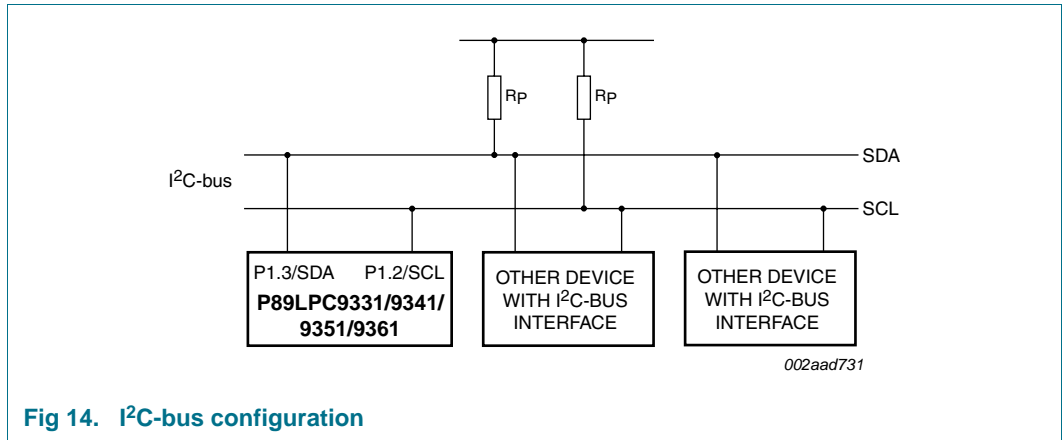 RP RP
SDA
I2C-bus
SCL
P1.3/SDA P1.2/SCL
P89LPC9331/9341/
9351/9361
OTHER DEVICE
WITH I2C-BUS
INTERFACE
OTHER DEVICE
WITH I2C-BUS
INTERFACE
002aad731
Fig 14. I2C-bus configuration